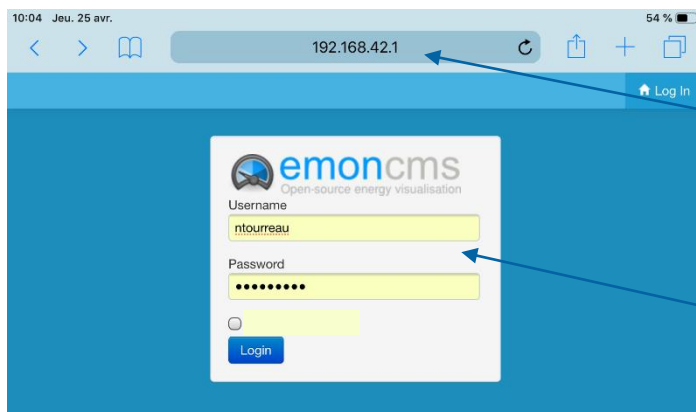 10:04 Jeu. 25 avr. 54 %
192.168.42.1
Log In
emoncms
Open-source energy visualisation
Username
ntourreau
Password
•••••••••
Login